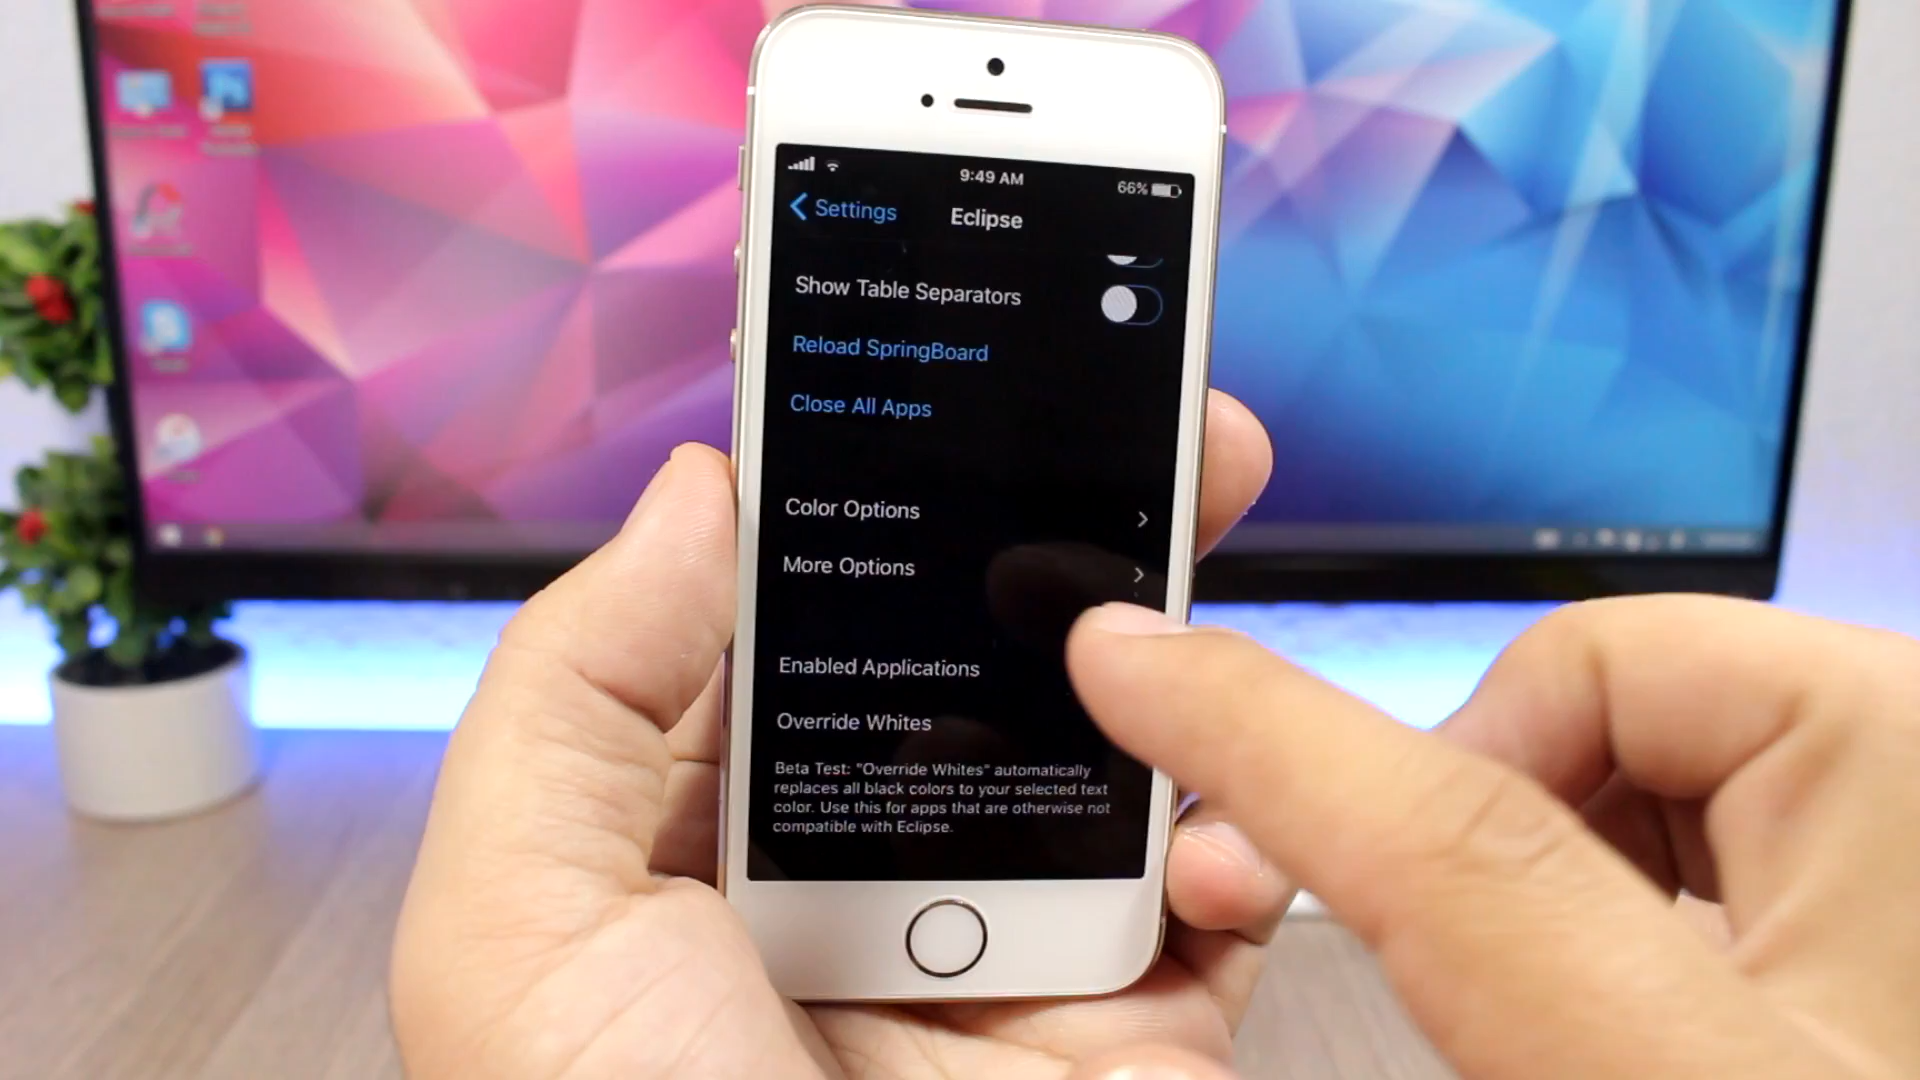 9:49 AM
66%
Settings
Eclipse
Show Table Separators
Reload SpringBoard
Close All Apps
Color Options
More Options
Enabled Applications
Override Whites
Beta Test: "Override Whites" automatically
replaces all black colors to your selected text
color. Use this for apps that are otherwise not
compatible with Eclipse.